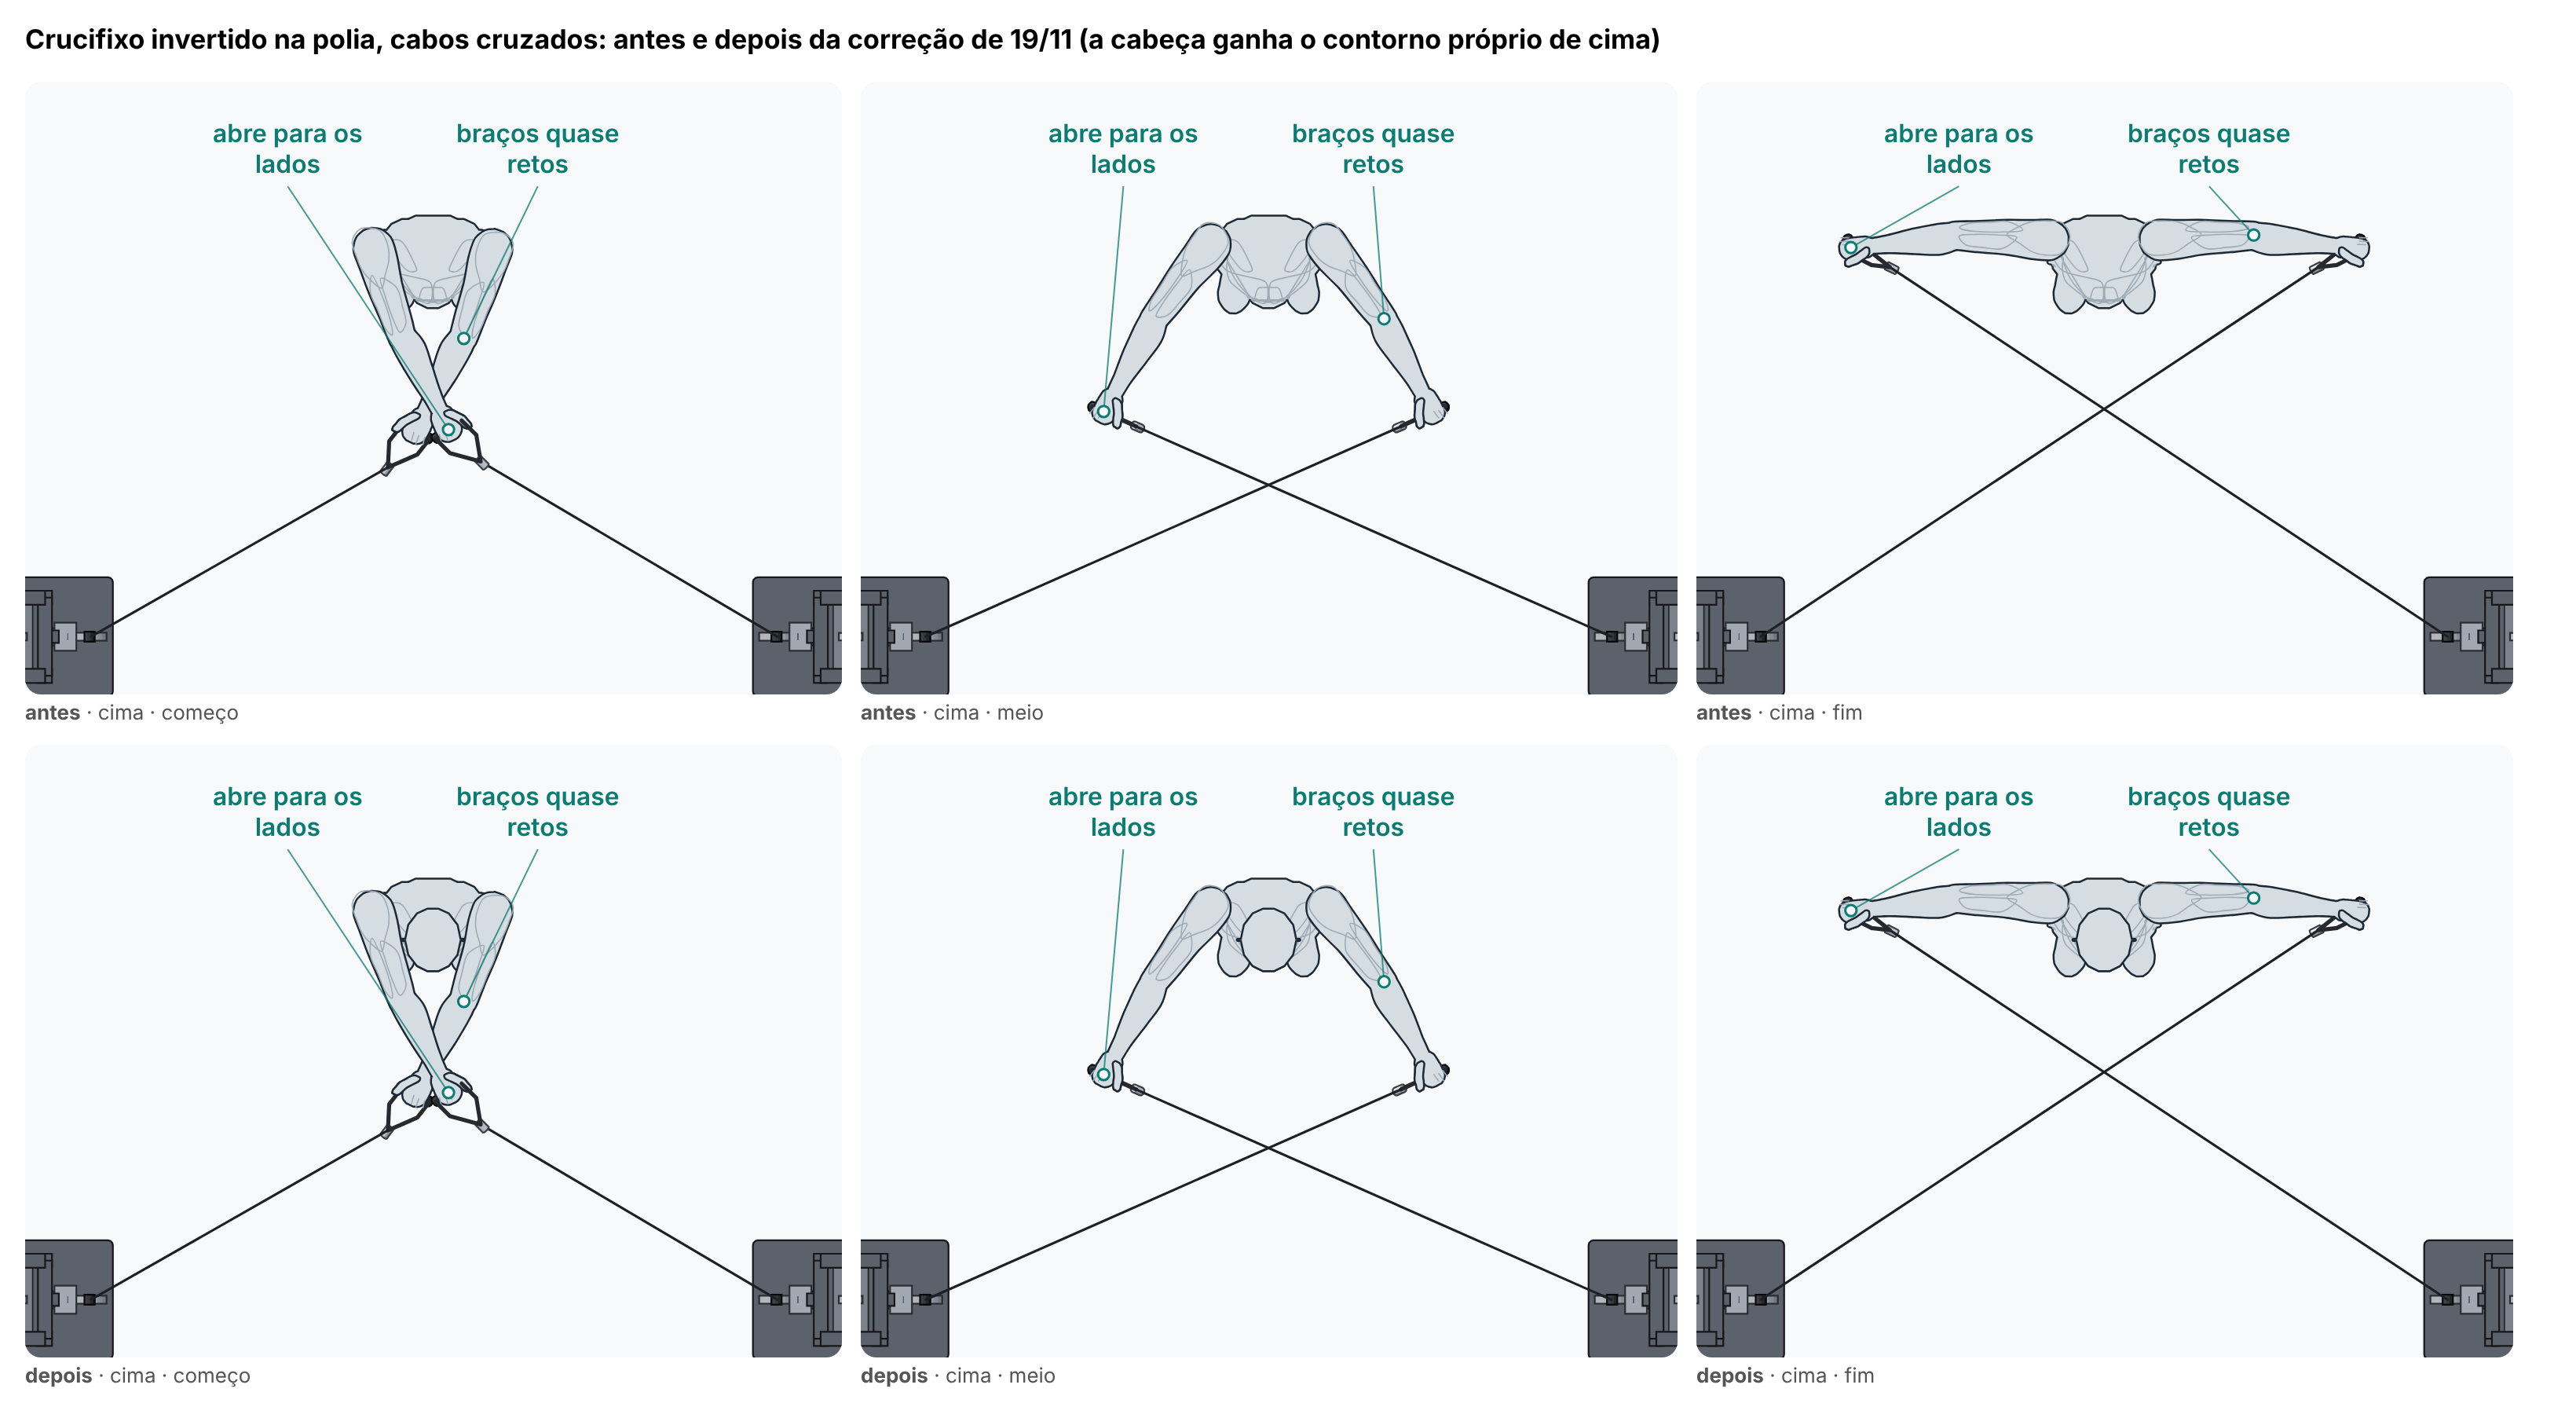 Crucifixo invertido na polia, cabos cruzados: antes e depois da correção de 19/11 (a cabeça ganha o contorno próprio de cima)
abre para os
lados
braços quase
retos
abre para os
lados
braços quase
retos
abre para os
lados
braços quase
retos
antes · cima · começo
antes · cima · meio
antes · cima · fim
abre para os
lados
braços quase
retos
abre para os
lados
braços quase
retos
abre para os
lados
braços quase
retos
depois · cima · começo
depois · cima · meio
depois · cima · fim